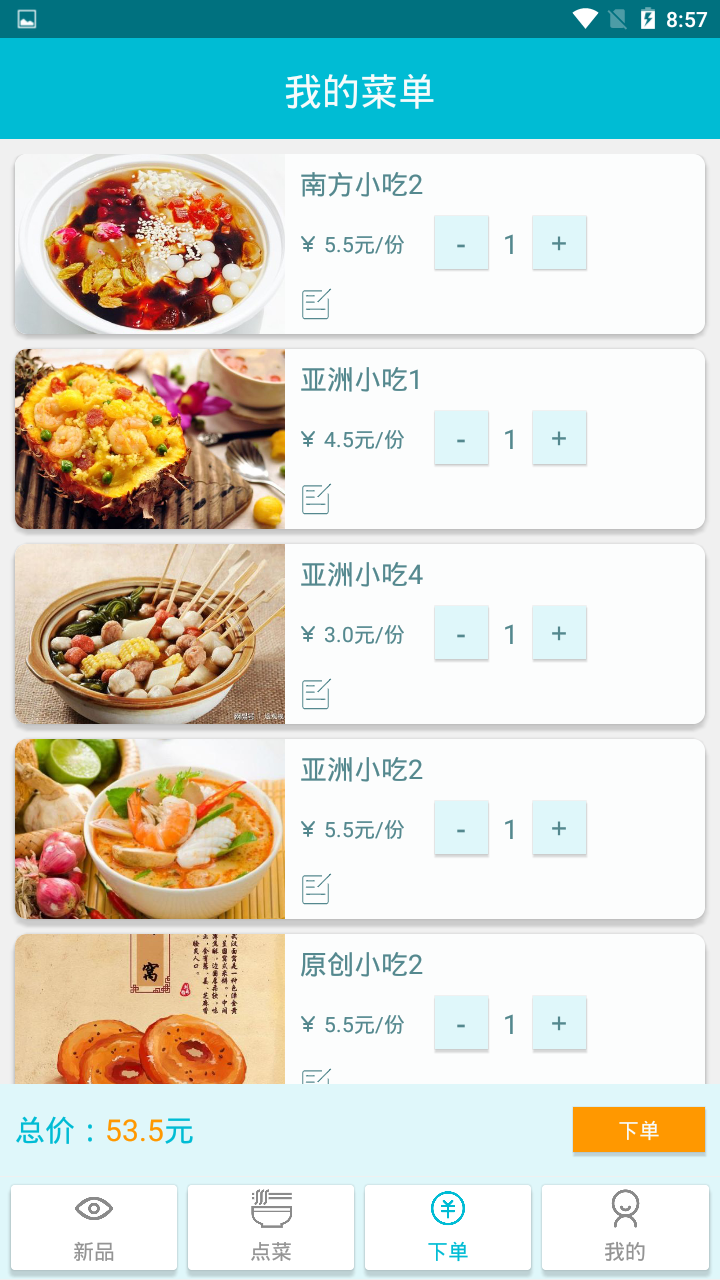 8:57
我的菜单
南方小吃2
¥ 5.5元/份
- 1 +
亚洲小吃1
¥ 4.5元/份
- 1 +
亚洲小吃4
¥ 3.0元/份
- 1 +
亚洲小吃2
¥ 5.5元/份
- 1 +
窝
原创小吃2
¥ 5.5元/份
- 1 +
总价：53.5元
下单
新品
点菜
下单
我的